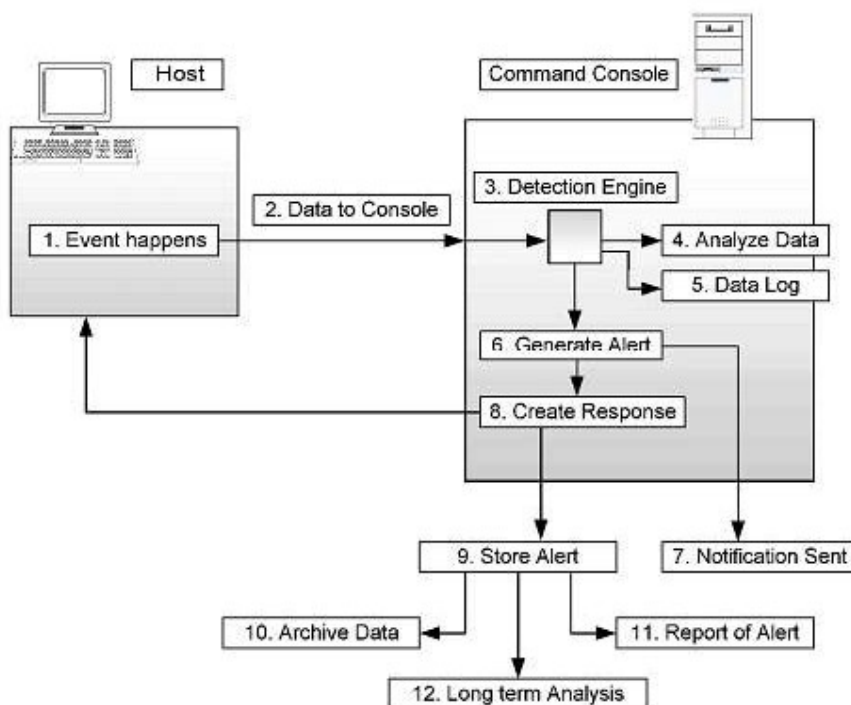 Host
Command Console
3. Detection Engine
2. Data to Console
1. Event happens
4. Analyze Data
5. Data Log
6. Generate Alert
8. Create Response
9. Store Alert
7. Notification Sent
10. Archive Data
11. Report of Alert
12. Long term Analysis